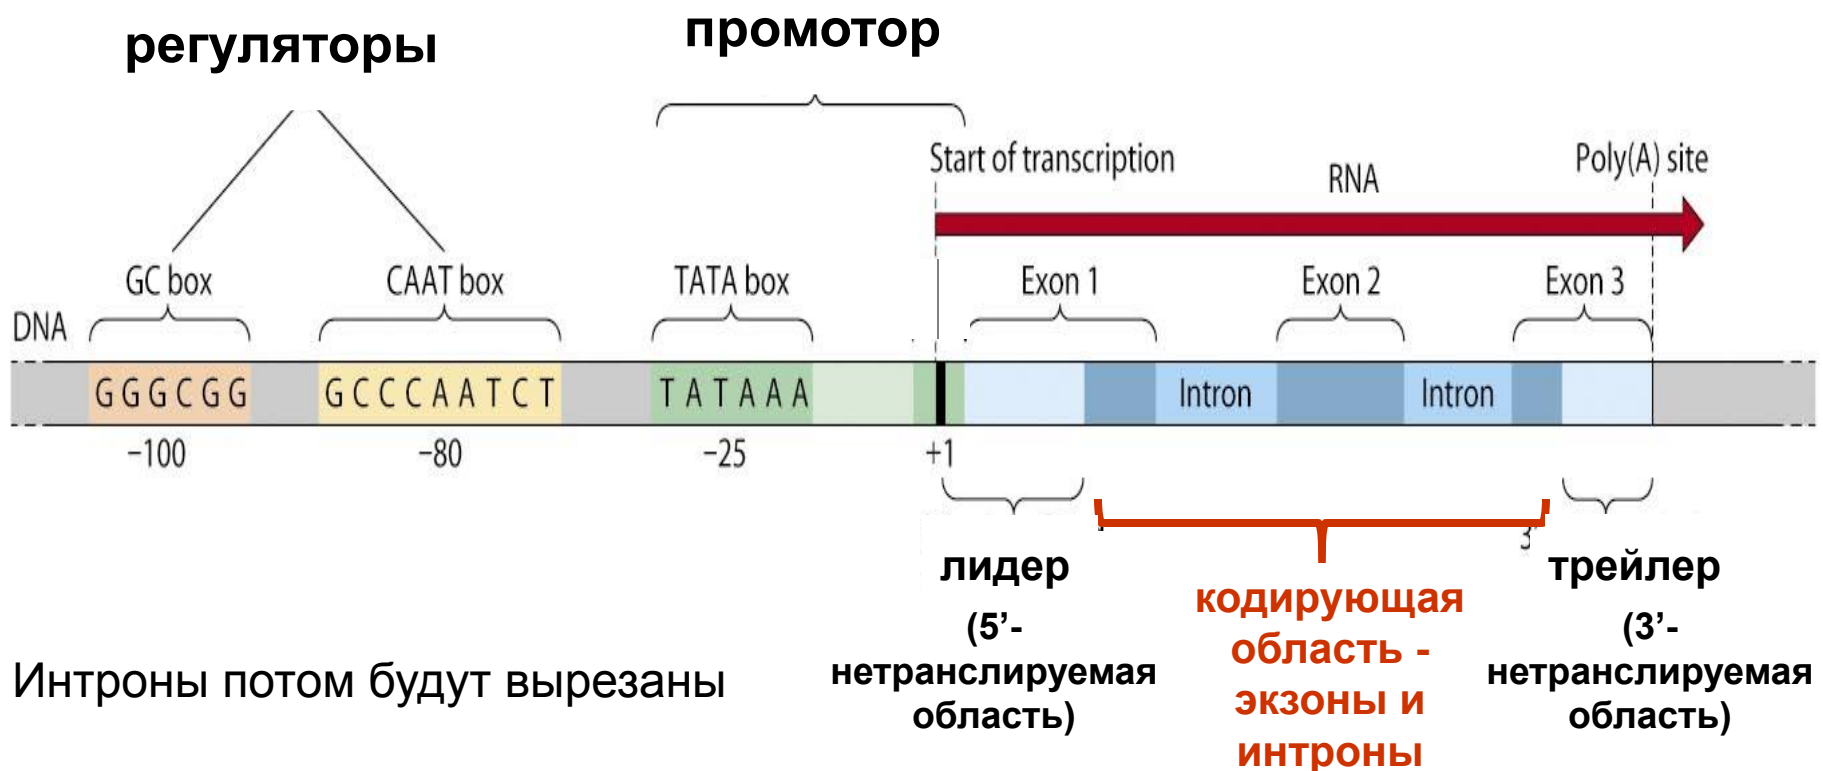 регуляторы
промотор
Start of transcription
RNA
Poly(A) site
GC box
CAAT box
TATA box
Exon 1
Exon 2
Exon 3
DNA
GGGCGG
GCCCAATCT
TATAAA
Intron
Intron
−100
−80
−25
+1
3'
лидер
(5’-
нетранслируемая
область)
кодирующая
область -
экзоны и
интроны
трейлер
(3’-
нетранслируемая
область)
Интроны потом будут вырезаны